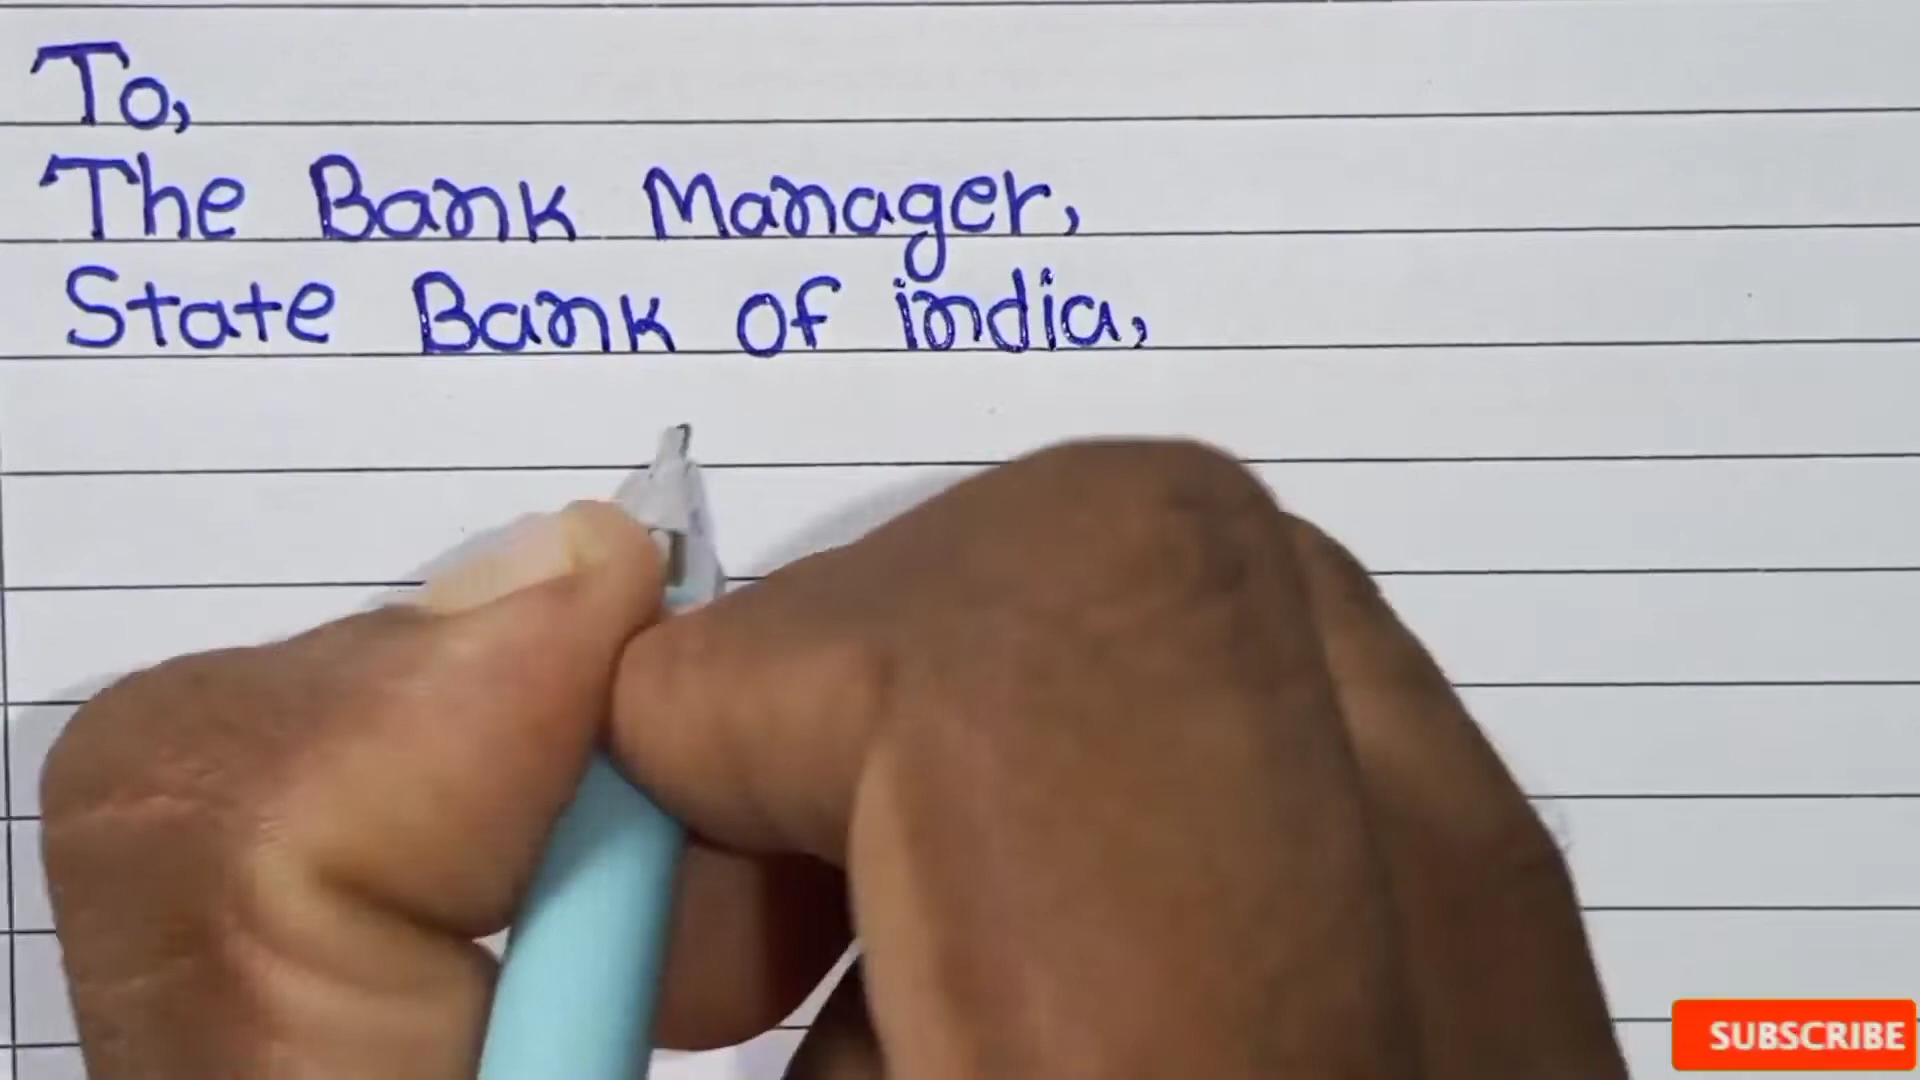 To,
The Bank Manager,
State Bank of india,
SUBSCRIBE